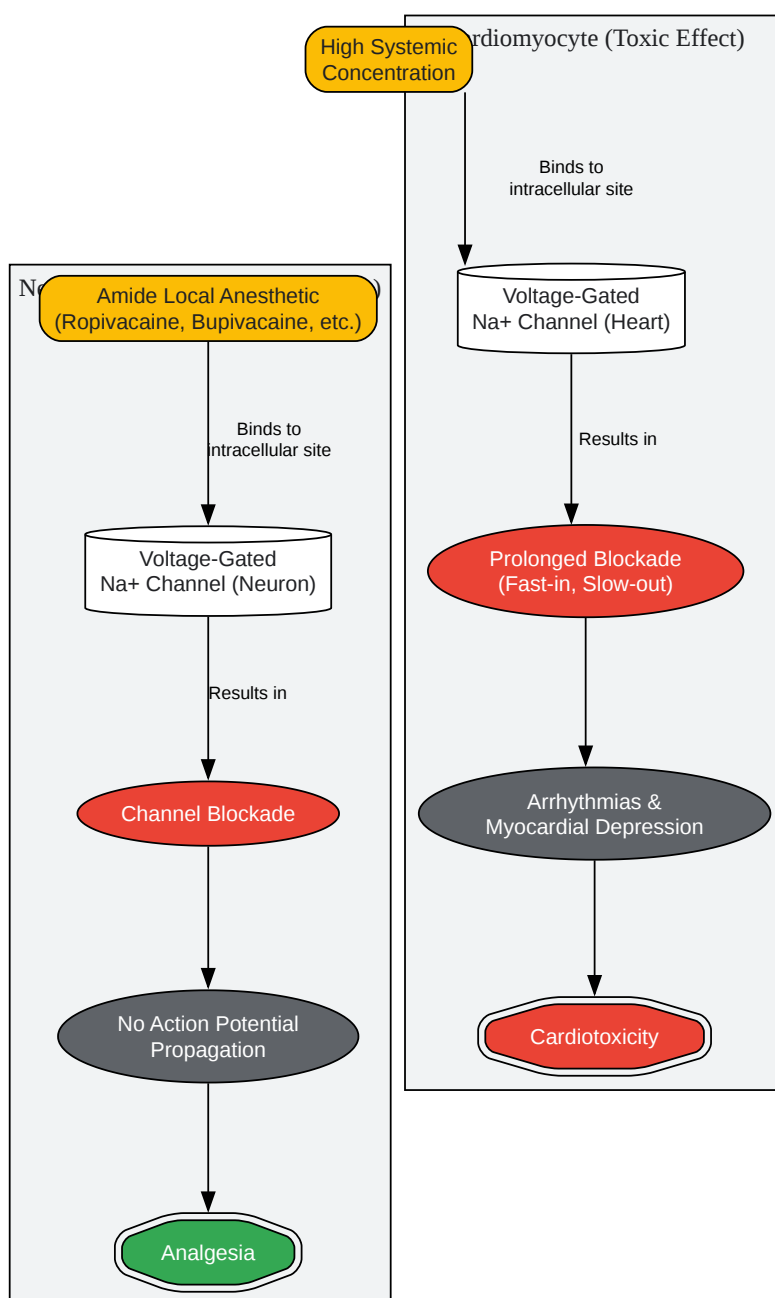 High Systemic
Concentration
rdiomyocyte (Toxic Effect)
Binds to
intracellular site
Voltage-Gated
Na+ Channel (Heart)
Results in
Prolonged Blockade
(Fast-in, Slow-out)
Arrhythmias &
Myocardial Depression
Cardiotoxicity
Amide Local Anesthetic
(Ropivacaine, Bupivacaine, etc.)
Binds to
intracellular site
Voltage-Gated
Na+ Channel (Neuron)
Results in
Channel Blockade
No Action Potential
Propagation
Analgesia